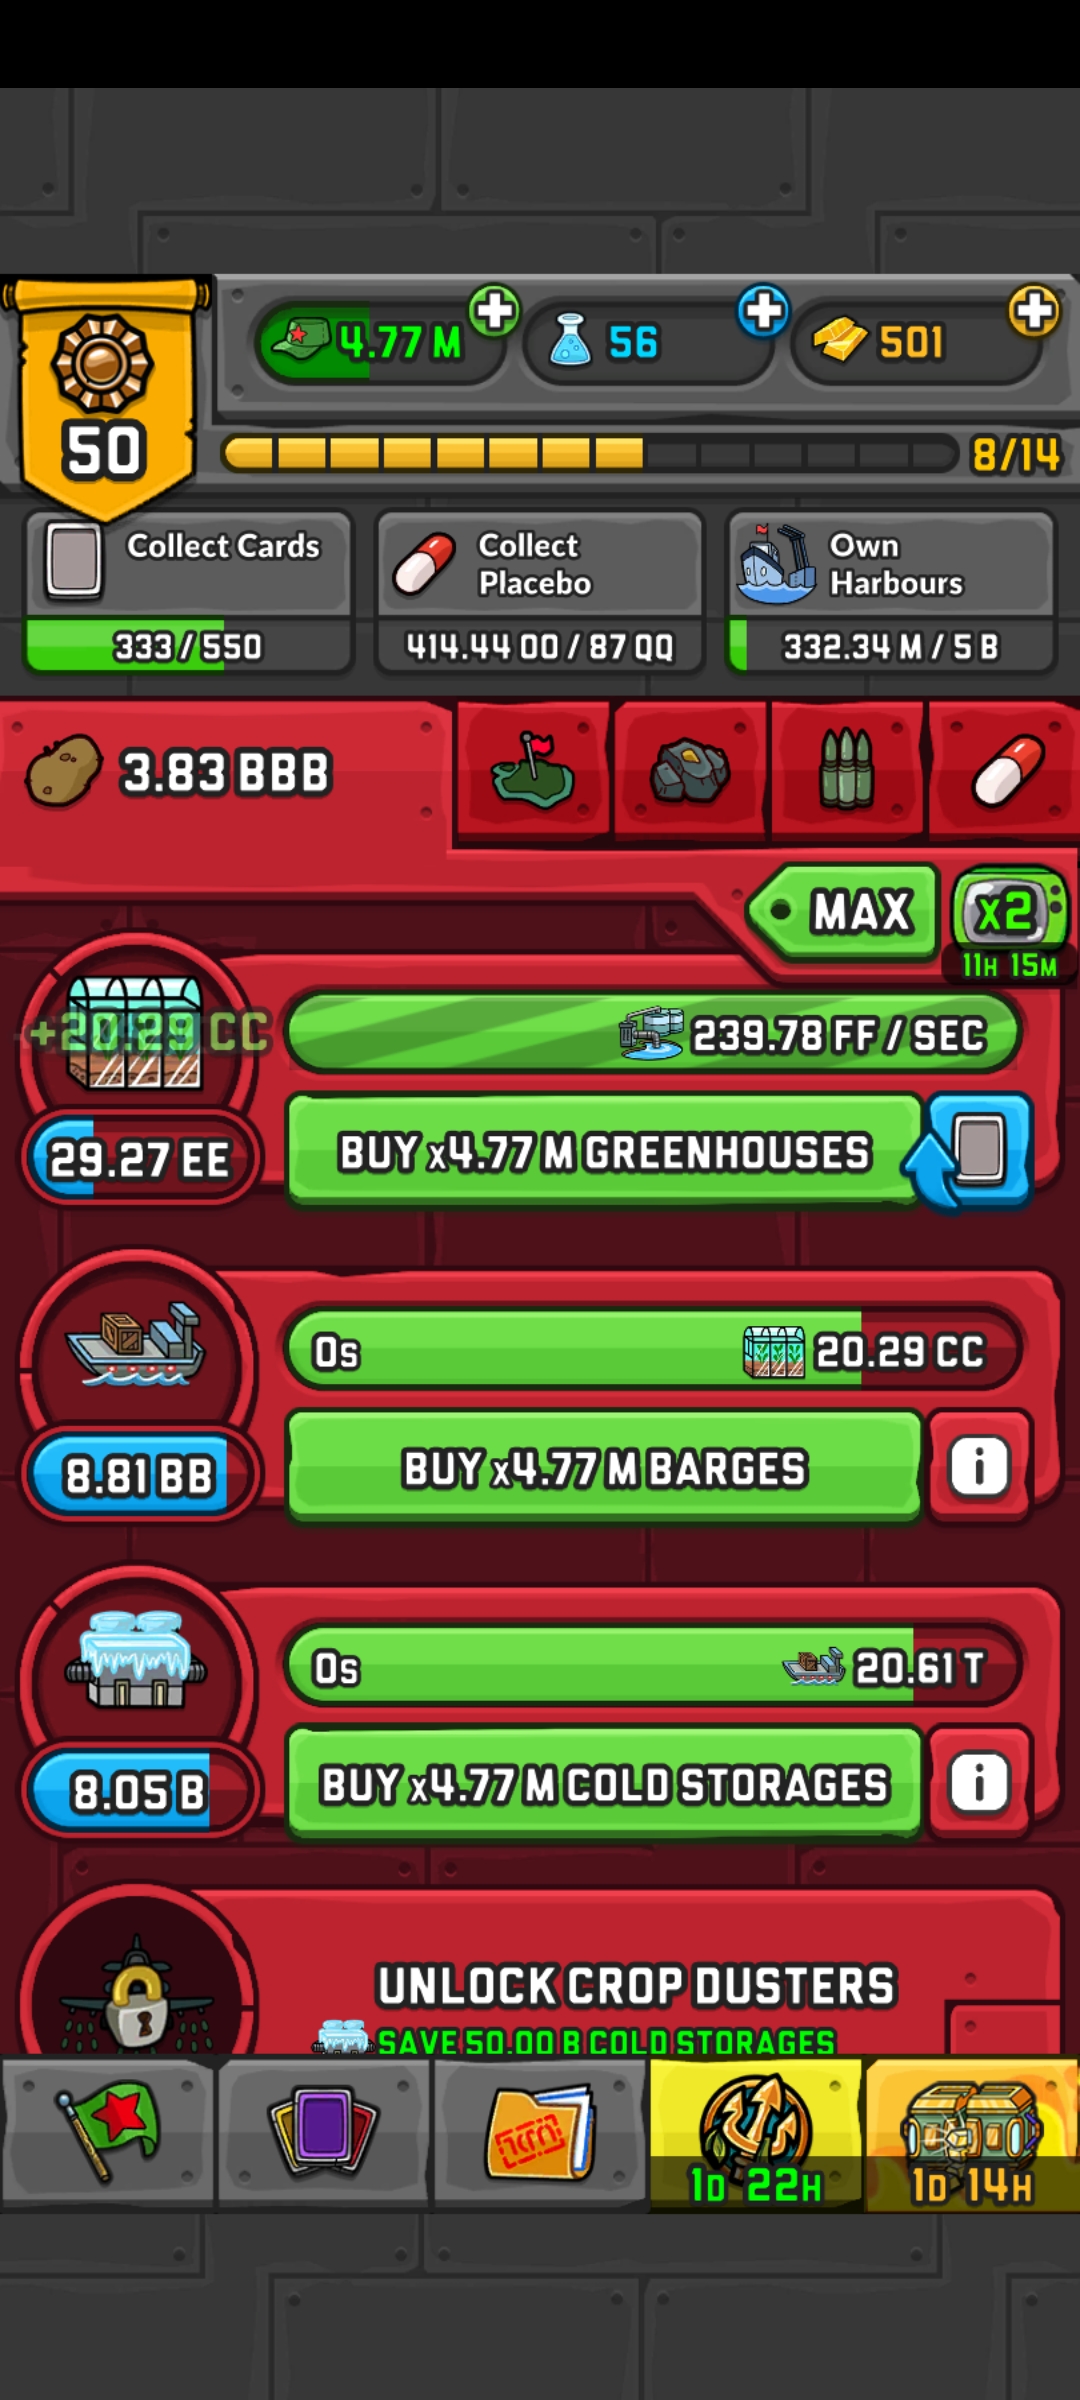 50
4.77 M
56
501
8/14
Collect Cards
333 / 550
Collect
Placebo
414.44 OO / 87 QQ
Own
Harbours
332.34 M / 5 B
3.83 BBB
MAX
x2
11H 15M
+20.29 CC
239.78 FF / SEC
29.27 EE
BUY x4.77 M GREENHOUSES
0s
20.29 CC
8.81 BB
BUY x4.77 M BARGES
i
0s
20.61 T
8.05 B
BUY x4.77 M COLD STORAGES
i
UNLOCK CROP DUSTERS
SAVE 50.00 B COLD STORAGES
1D 22H
1D 14H